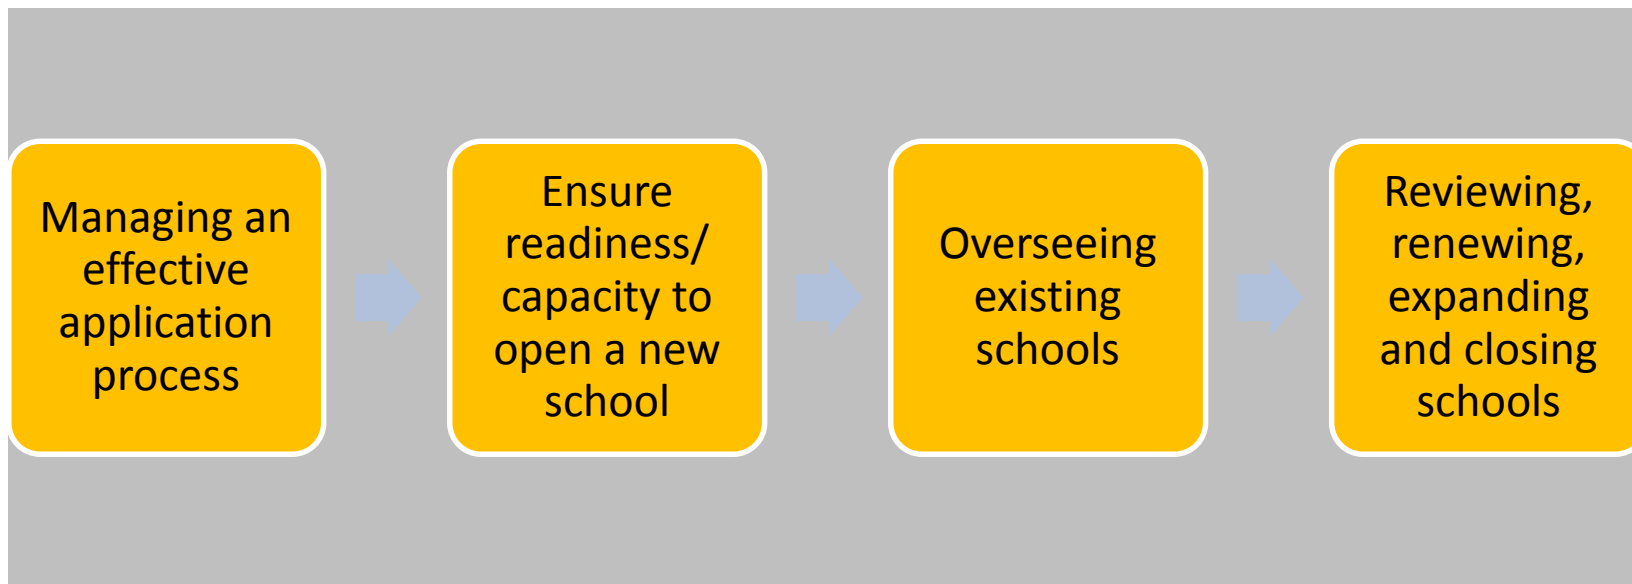 Managing an
effective
application
process
Ensure
readiness/
capacity to
open a new
school
Overseeing
existing
schools
Reviewing,
renewing,
expanding
and closing
schools